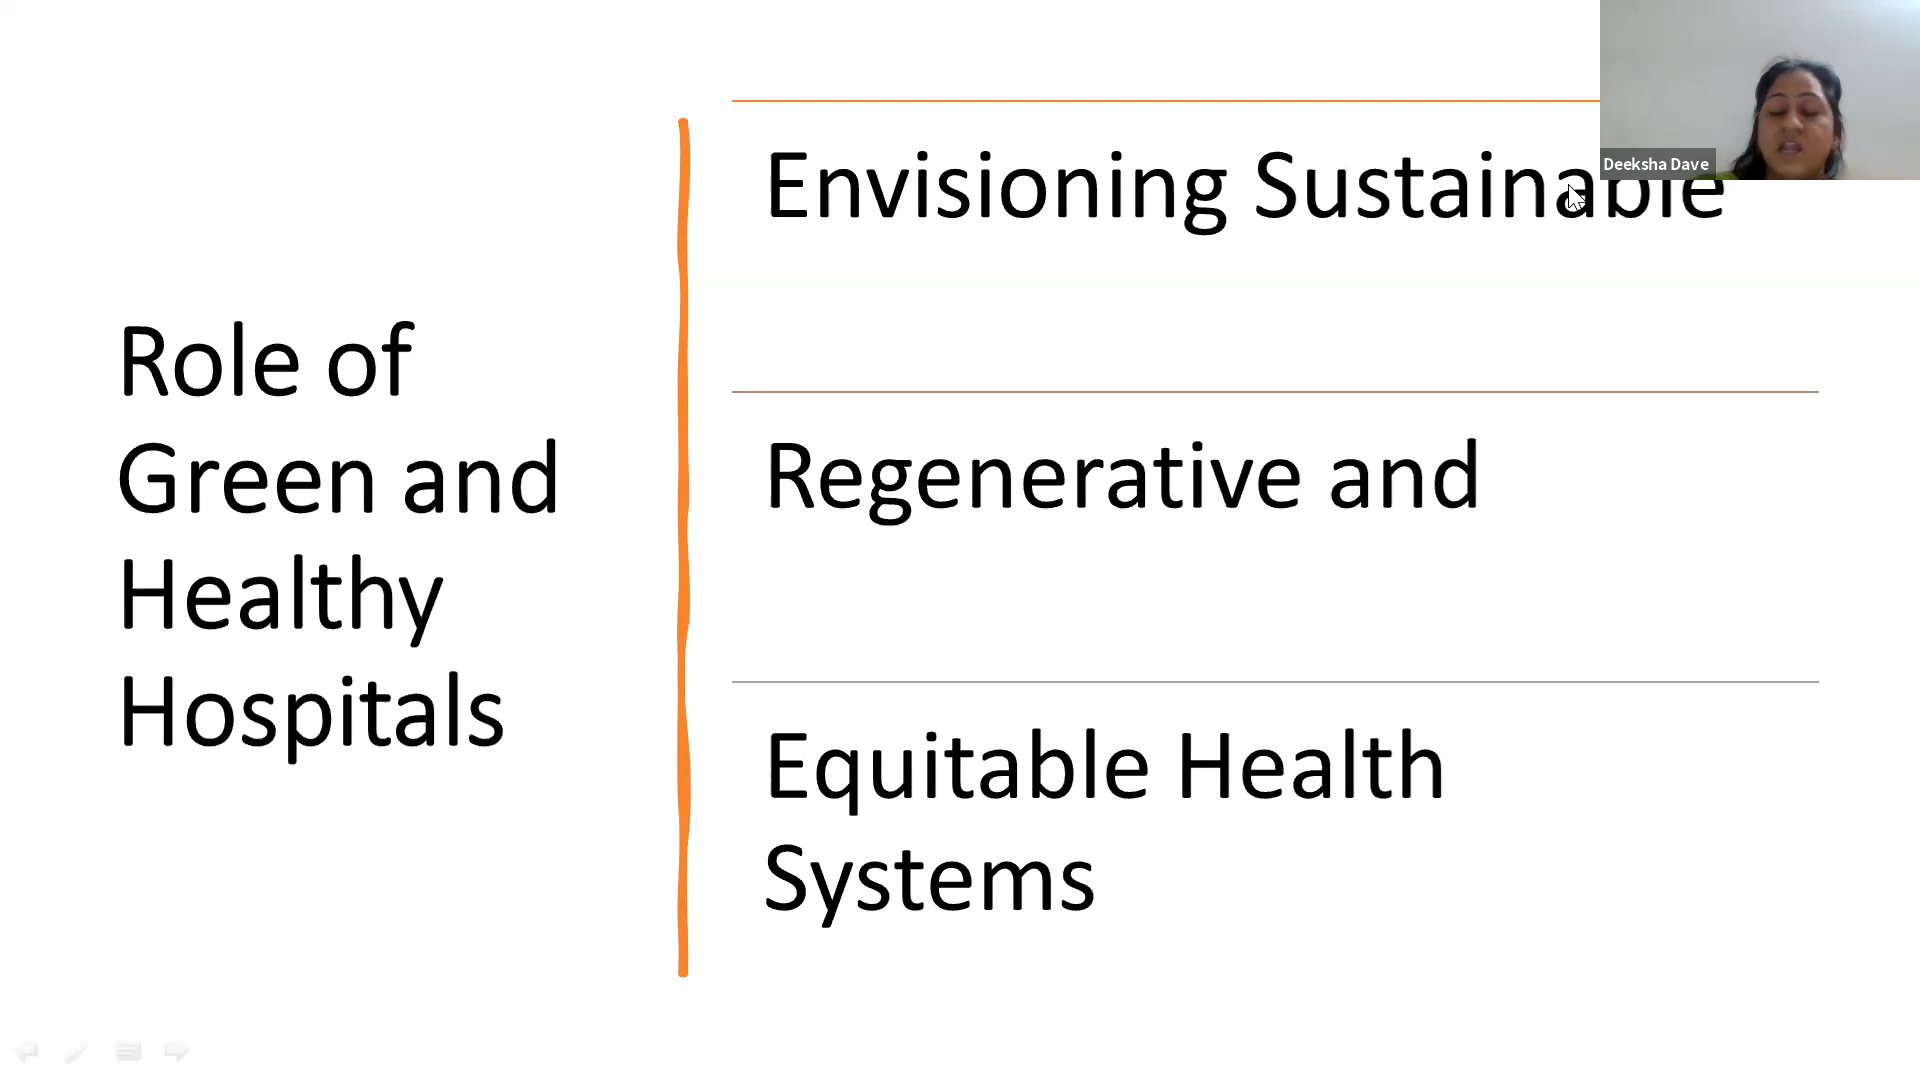 Role of
Green and
Healthy
Hospitals
Envisioning Sustainable
Regenerative and
Equitable Health
Systems
Deeksha Dave